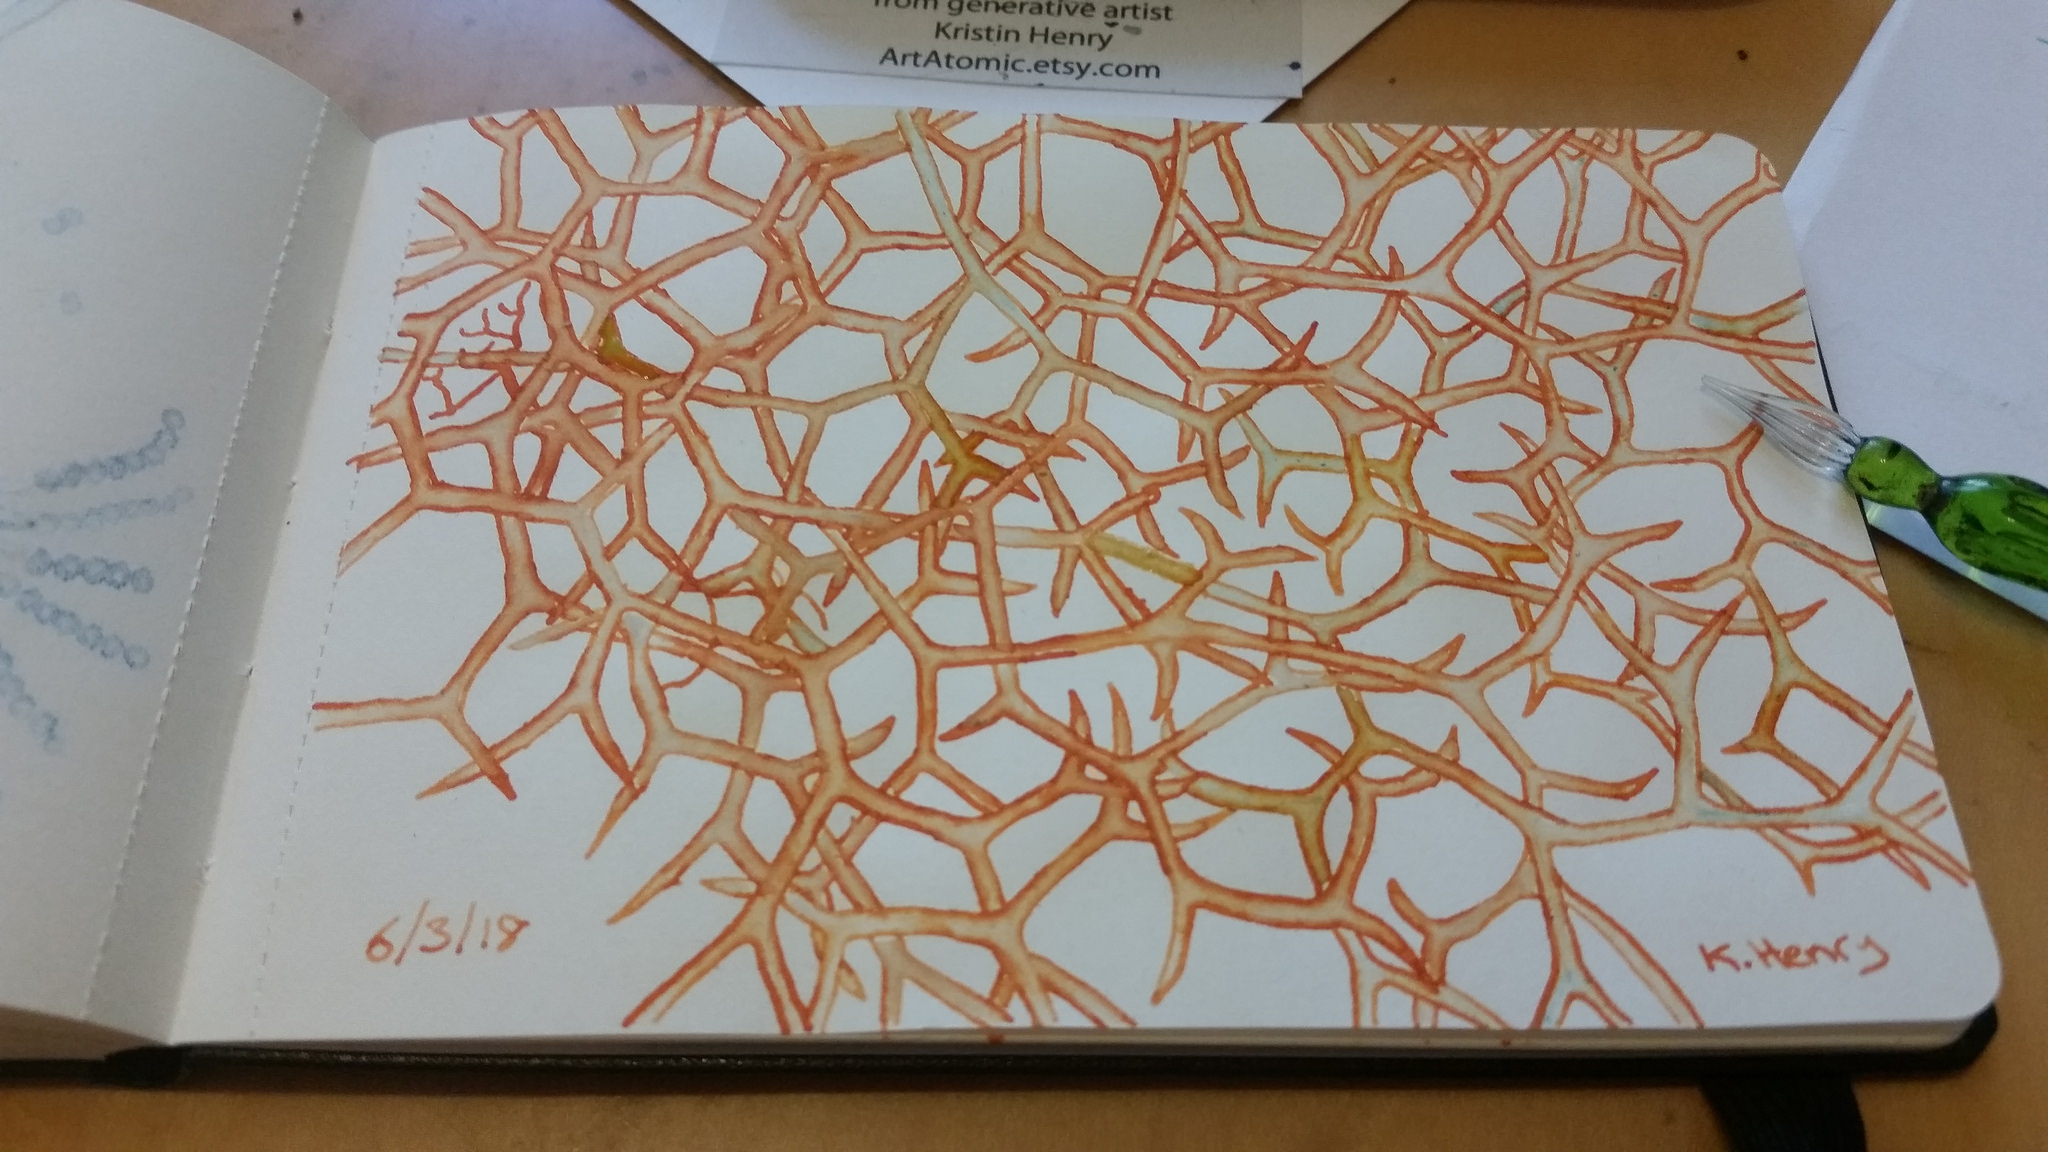 from generative artist
Kristin Henry
ArtAtomic.etsy.com
6/3/18
K.Henry